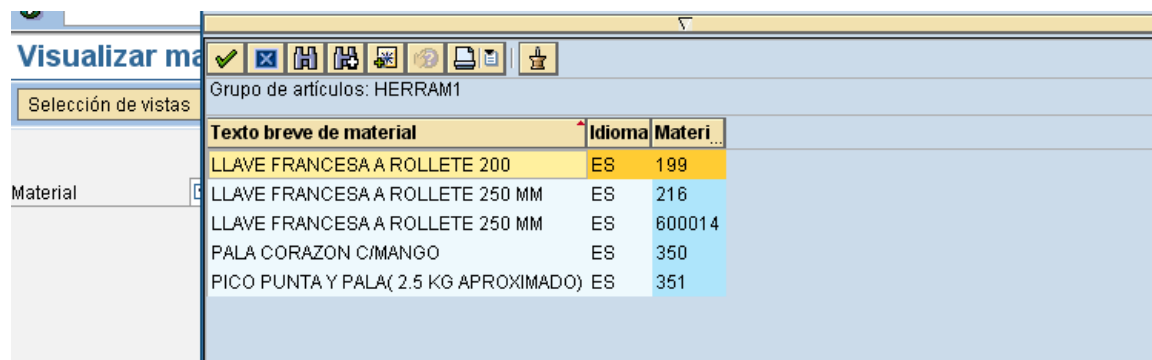 Visualizar ma
Selección de vistas
Grupo de artículos: HERRAM1
Texto breve de material Idioma Materi...
LLAVE FRANCESA A ROLLETE 200 ES 199
Material
LLAVE FRANCESA A ROLLETE 250 MM ES 216
LLAVE FRANCESA A ROLLETE 250 MM ES 600014
PALA CORAZON C/MANGO ES 350
PICO PUNTA Y PALA( 2.5 KG APROXIMADO) ES 351